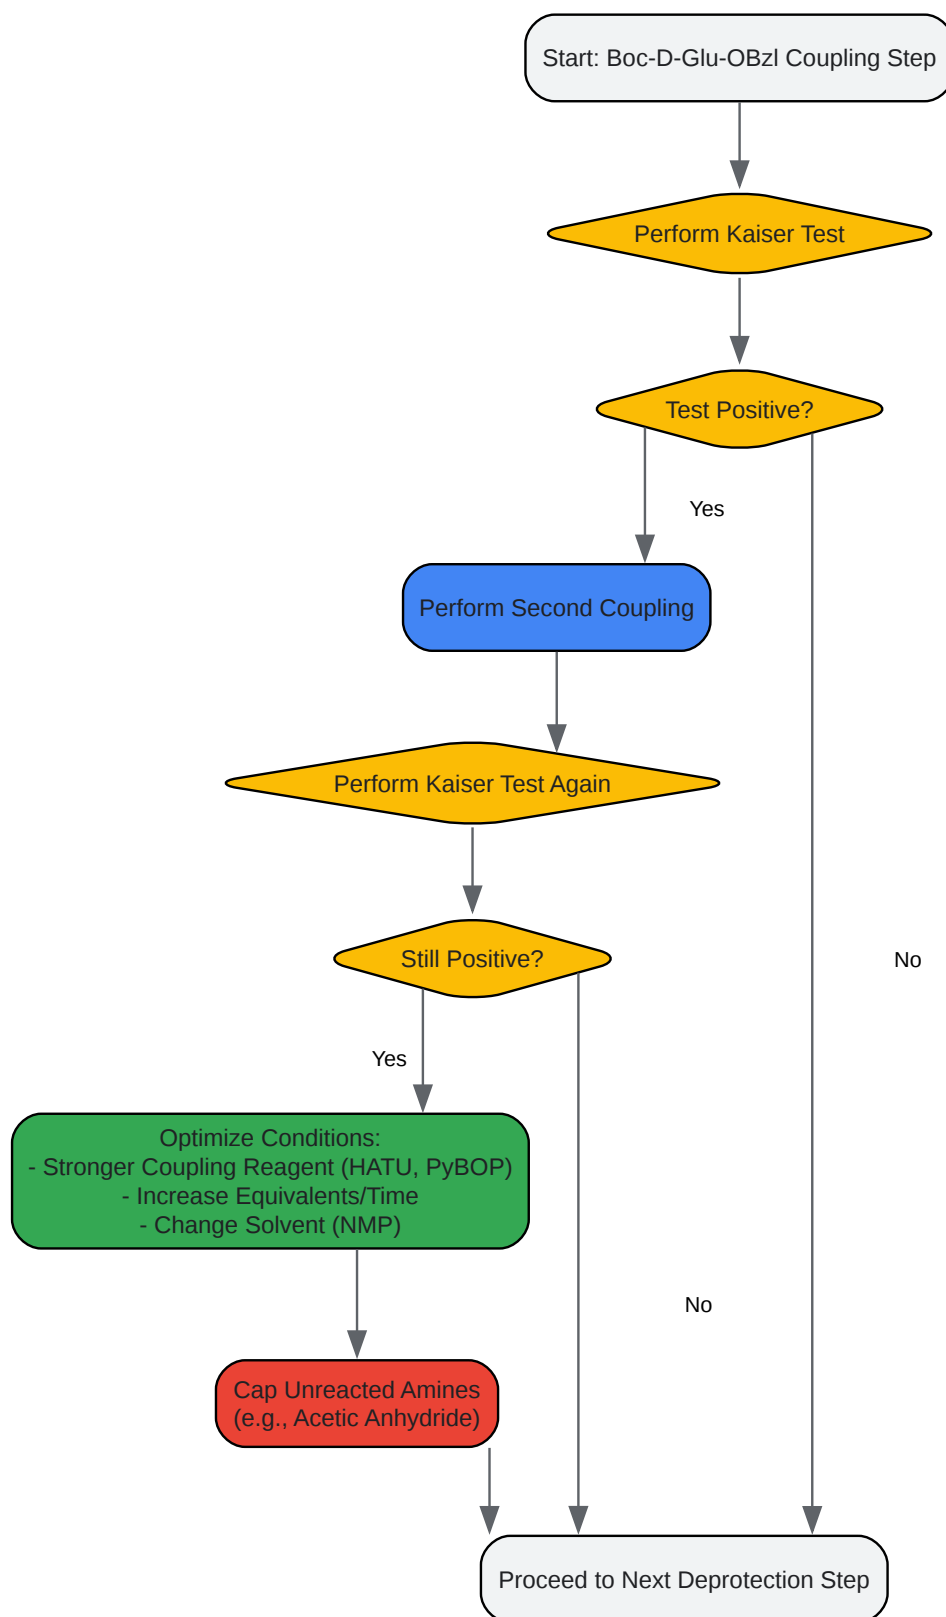 Start: Boc-D-Glu-OBzl Coupling Step
Perform Kaiser Test
Test Positive?
Yes
Perform Second Coupling
Perform Kaiser Test Again
Still Positive?
No
Yes
Optimize Conditions:
- Stronger Coupling Reagent (HATU, PyBOP)
- Increase Equivalents/Time
- Change Solvent (NMP)
No
Cap Unreacted Amines
(e.g., Acetic Anhydride)
Proceed to Next Deprotection Step